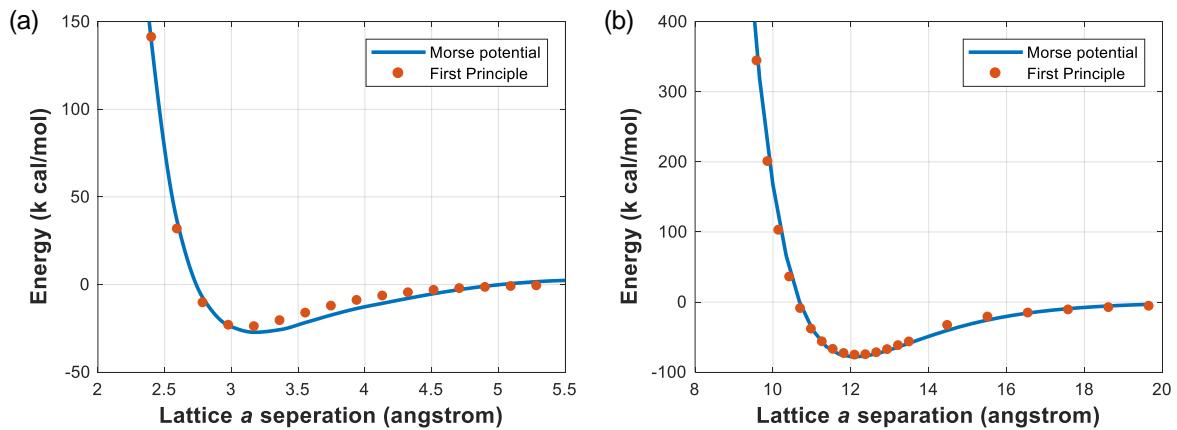 (a)
150
100
50
0
-50
2
2.5
3
3.5
4
4.5
5
5.5
Energy (k cal/mol)
Lattice a seperation (angstrom)
Morse potential
First Principle
(b)
400
300
200
100
0
-100
8
10
12
14
16
18
20
Energy (k cal/mol)
Lattice a separation (angstrom)
Morse potential
First Principle